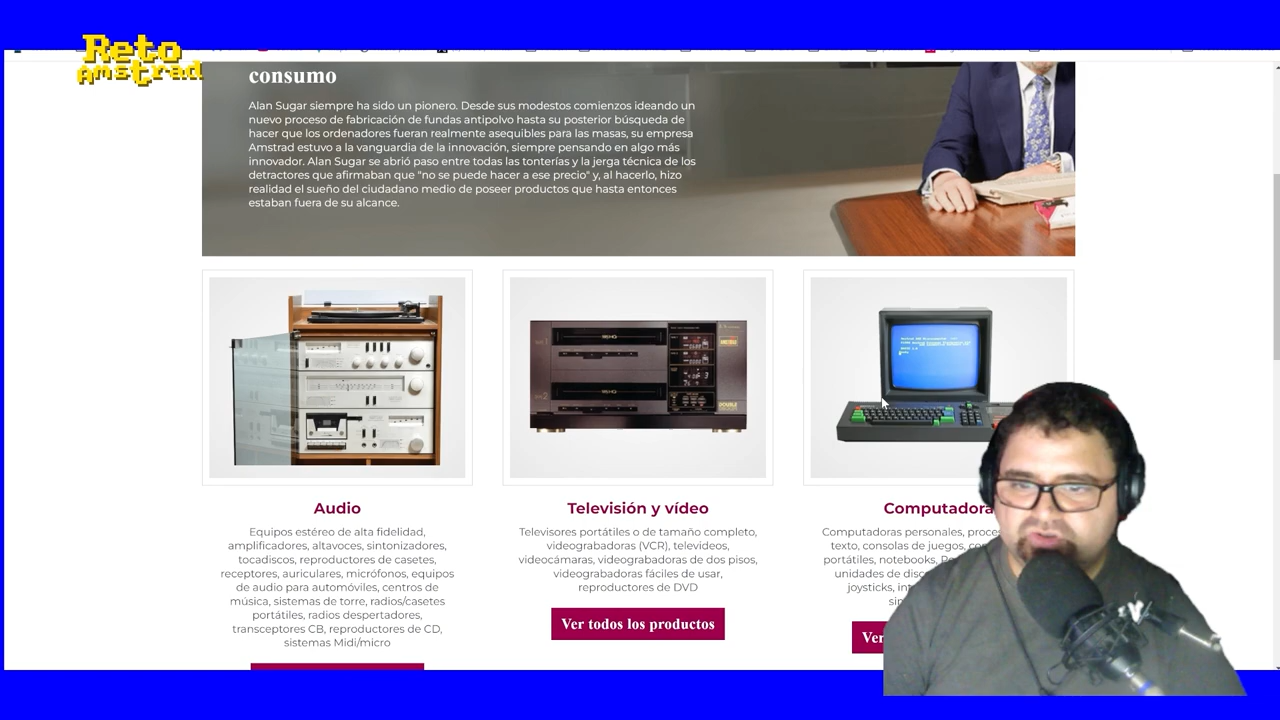 Reto
Amstrad
consumo
Alan Sugar siempre ha sido un pionero. Desde sus modestos comienzos ideando un
nuevo proceso de fabricación de fundas antipolvo hasta su posterior búsqueda de
hacer que los ordenadores fueran realmente asequibles para las masas, su empresa
Amstrad estuvo a la vanguardia de la innovación, siempre pensando en algo más
innovador. Alan Sugar se abrió paso entre todas las tonterías y la jerga técnica de los
detractores que afirmaban que "no se puede hacer a ese precio" y, al hacerlo, hizo
realidad el sueño del ciudadano medio de poseer productos que hasta entonces
estaban fuera de su alcance.
Audio
Equipos estéreo de alta fidelidad,
amplificadores, altavoces, sintonizadores,
tocadiscos, reproductores de casetes,
receptores, auriculares, micrófonos, equipos
de audio para automóviles, centros de
música, sistemas de torre, radios/casetes
portátiles, radios despertadores,
transceptores CB, reproductores de CD,
sistemas Midi/micro
Televisión y vídeo
Televisores portátiles o de tamaño completo,
videograbadoras (VCR), televideos,
videocámaras, videograbadoras de dos pisos,
videograbadoras fáciles de usar,
reproductores de DVD
Ver todos los productos
Computadora
Computadoras personales,
texto, consolas de juegos,
portátiles, notebooks,
unidades de
joysticks,
Ver